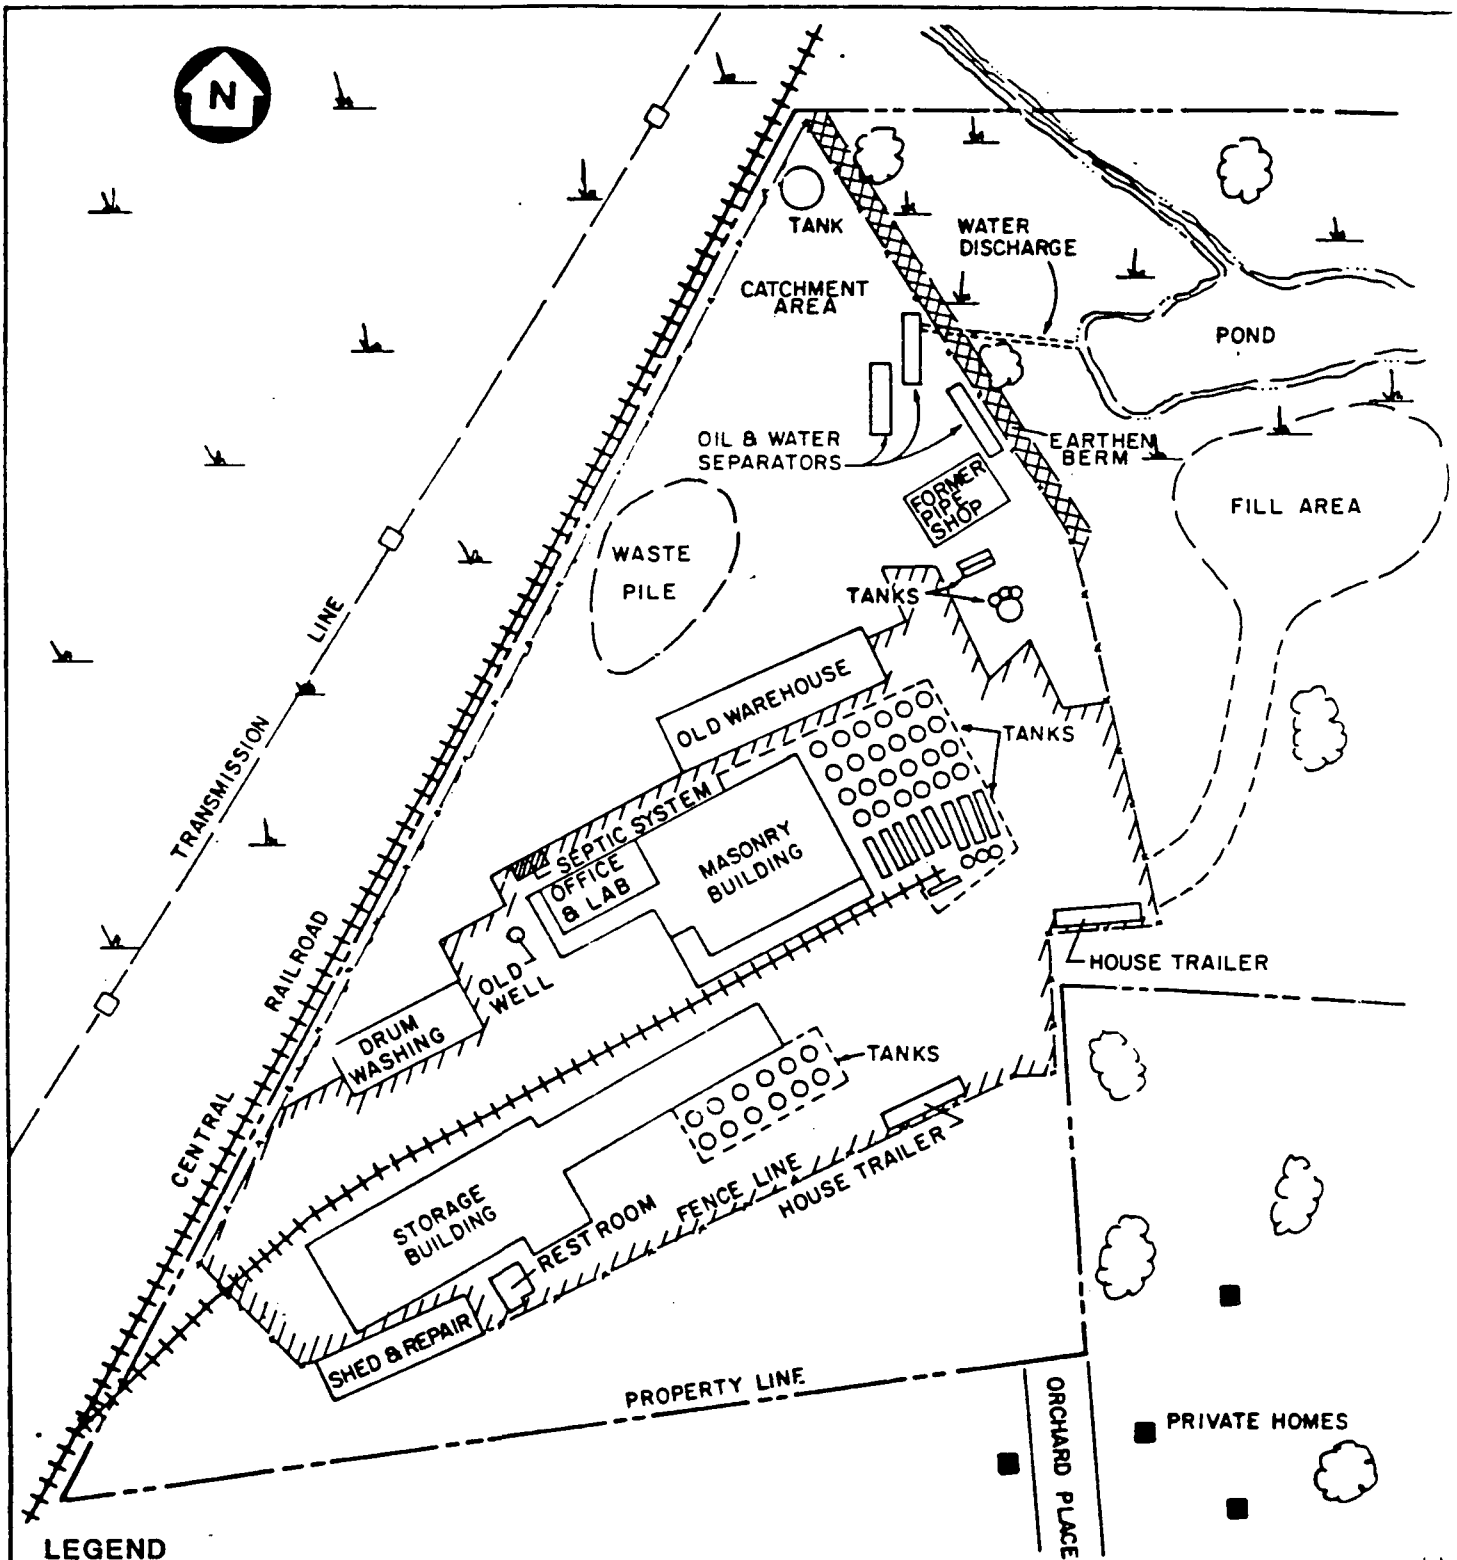 N
TANK
WATER
DISCHARGE
CATCHMENT
AREA
POND
OIL & WATER
SEPARATORS
EARTHEN
BERM
FORMER
PIPE
SHOP
FILL AREA
WASTE
PILE
TANKS
LINE
OLD WAREHOUSE
TANKS
TRANSMISSION
SEPTIC SYSTEM
MASONRY
BUILDING
OFFICE
& LAB
RAILROAD
OLD
WELL
HOUSE TRAILER
DRUM
WASHING
TANKS
CENTRAL
STORAGE
BUILDING
REST ROOM
FENCE LINE
HOUSE TRAILER
SHED & REPAIR
PROPERTY LINE
ORCHARD PLACE
PRIVATE HOMES
LEGEND